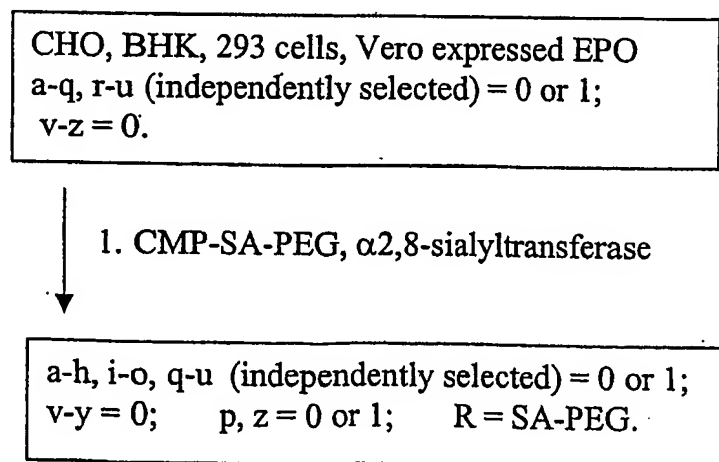 CHO, BHK, 293 cells, Vero expressed EPO
a-q, r-u (independently selected) = 0 or 1;
v-z = 0.
1. CMP-SA-PEG, α2,8-sialyltransferase
a-h, i-o, q-u (independently selected) = 0 or 1;
v-y = 0; p, z = 0 or 1; R = SA-PEG.